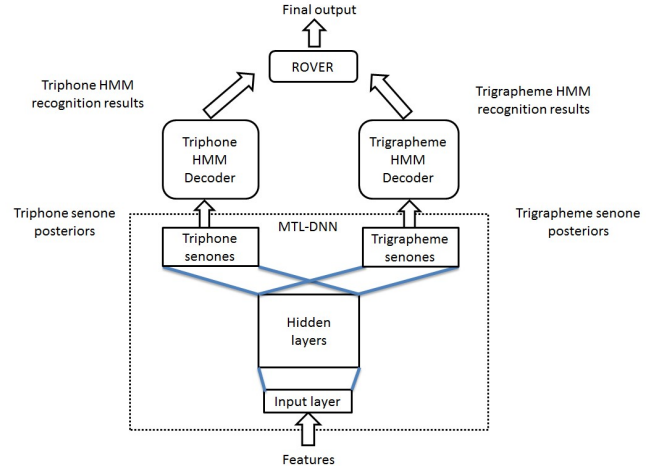 Final output
ROVER
Triphone HMM
recognition results
Trigrapheme HMM
recognition results
Triphone
HMM
Decoder
Trigrapheme
HMM
Decoder
Triphone senone
posteriors
Trigrapheme senone
posteriors
MTL-DNN
Triphone
senones
Trigrapheme
senones
Hidden
layers
Input layer
Features